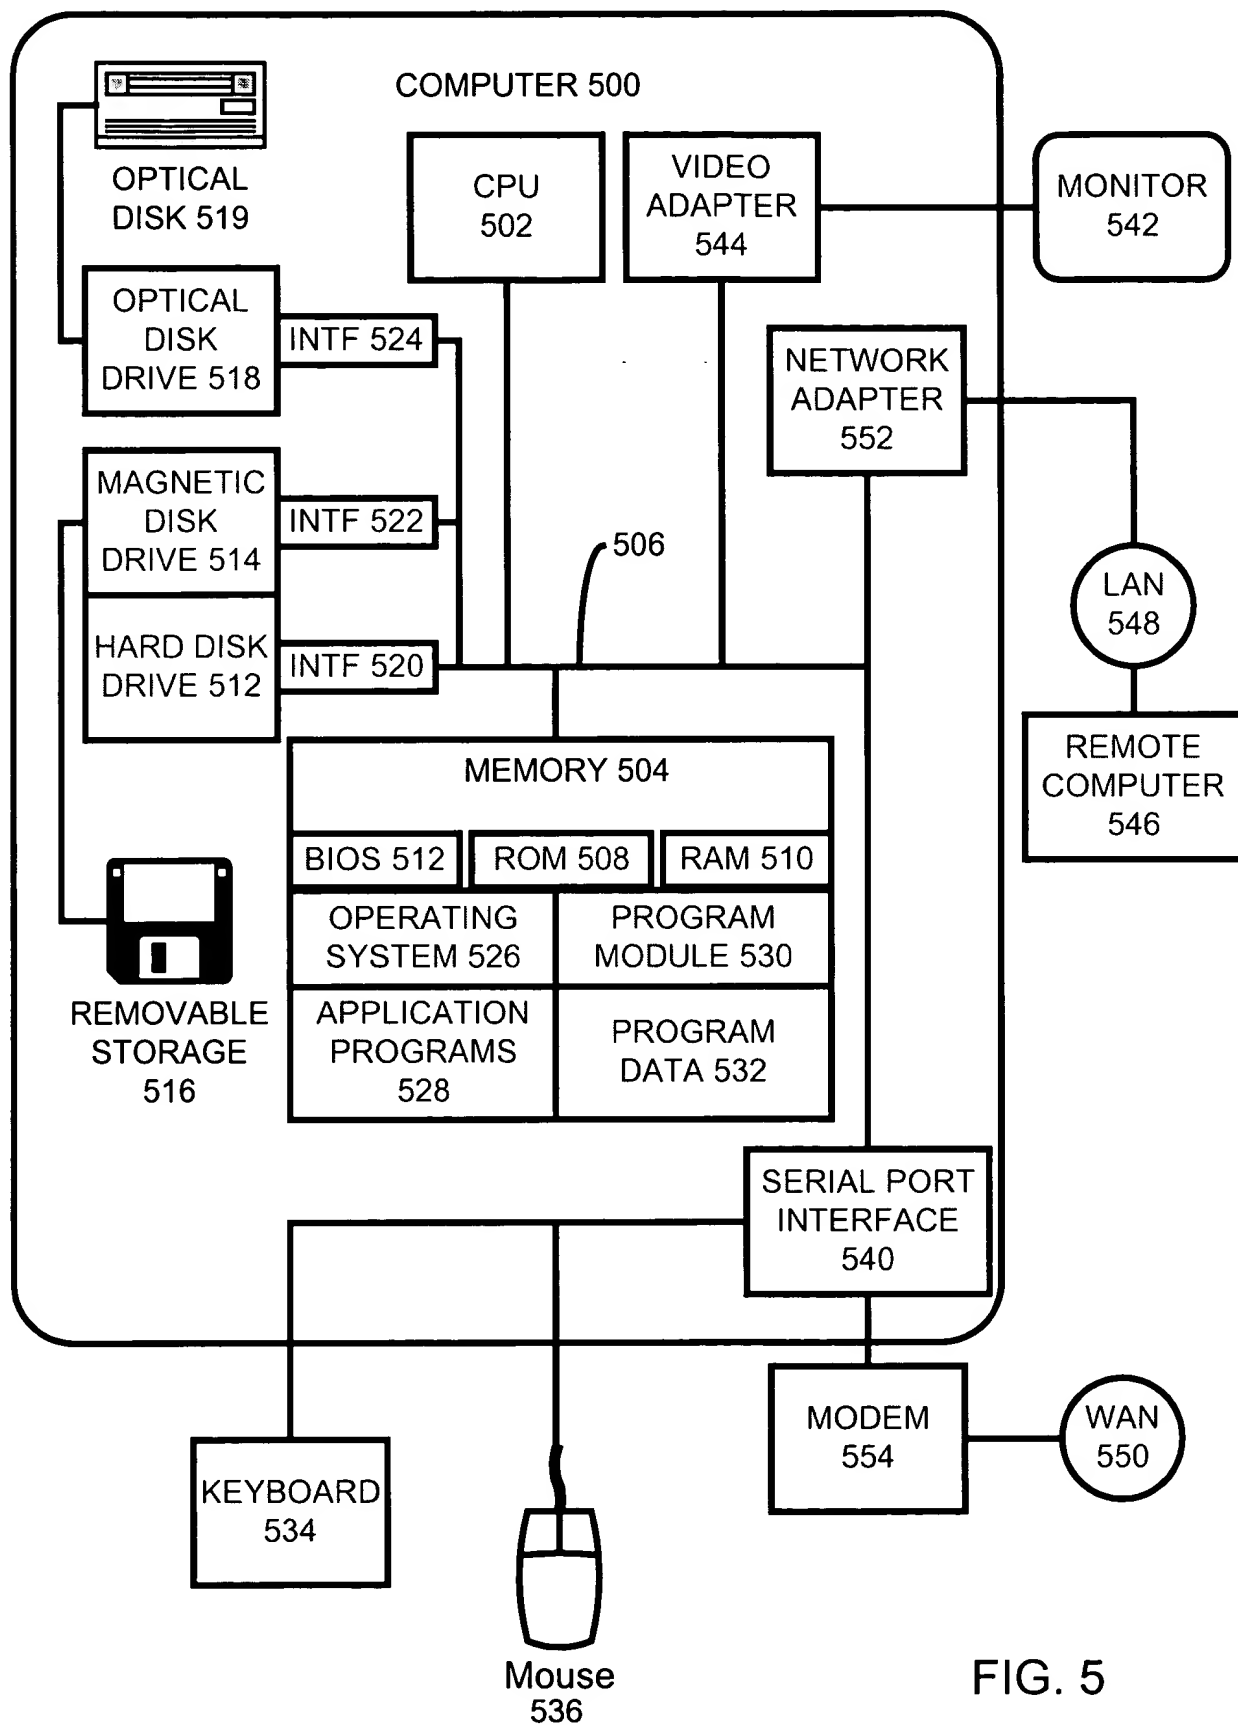 COMPUTER 500
OPTICAL
DISK 519
CPU
502
VIDEO
ADAPTER
544
MONITOR
542
OPTICAL
DISK
DRIVE 518
INTF 524
NETWORK
ADAPTER
552
MAGNETIC
DISK
DRIVE 514
INTF 522
506
LAN
548
HARD DISK
DRIVE 512
INTF 520
REMOTE
COMPUTER
546
MEMORY 504
BIOS 512
ROM 508
RAM 510
OPERATING
SYSTEM 526
PROGRAM
MODULE 530
APPLICATION
PROGRAMS
528
PROGRAM
DATA 532
REMOVABLE
STORAGE
516
SERIAL PORT
INTERFACE
540
MODEM
554
WAN
550
KEYBOARD
534
Mouse
536
FIG. 5